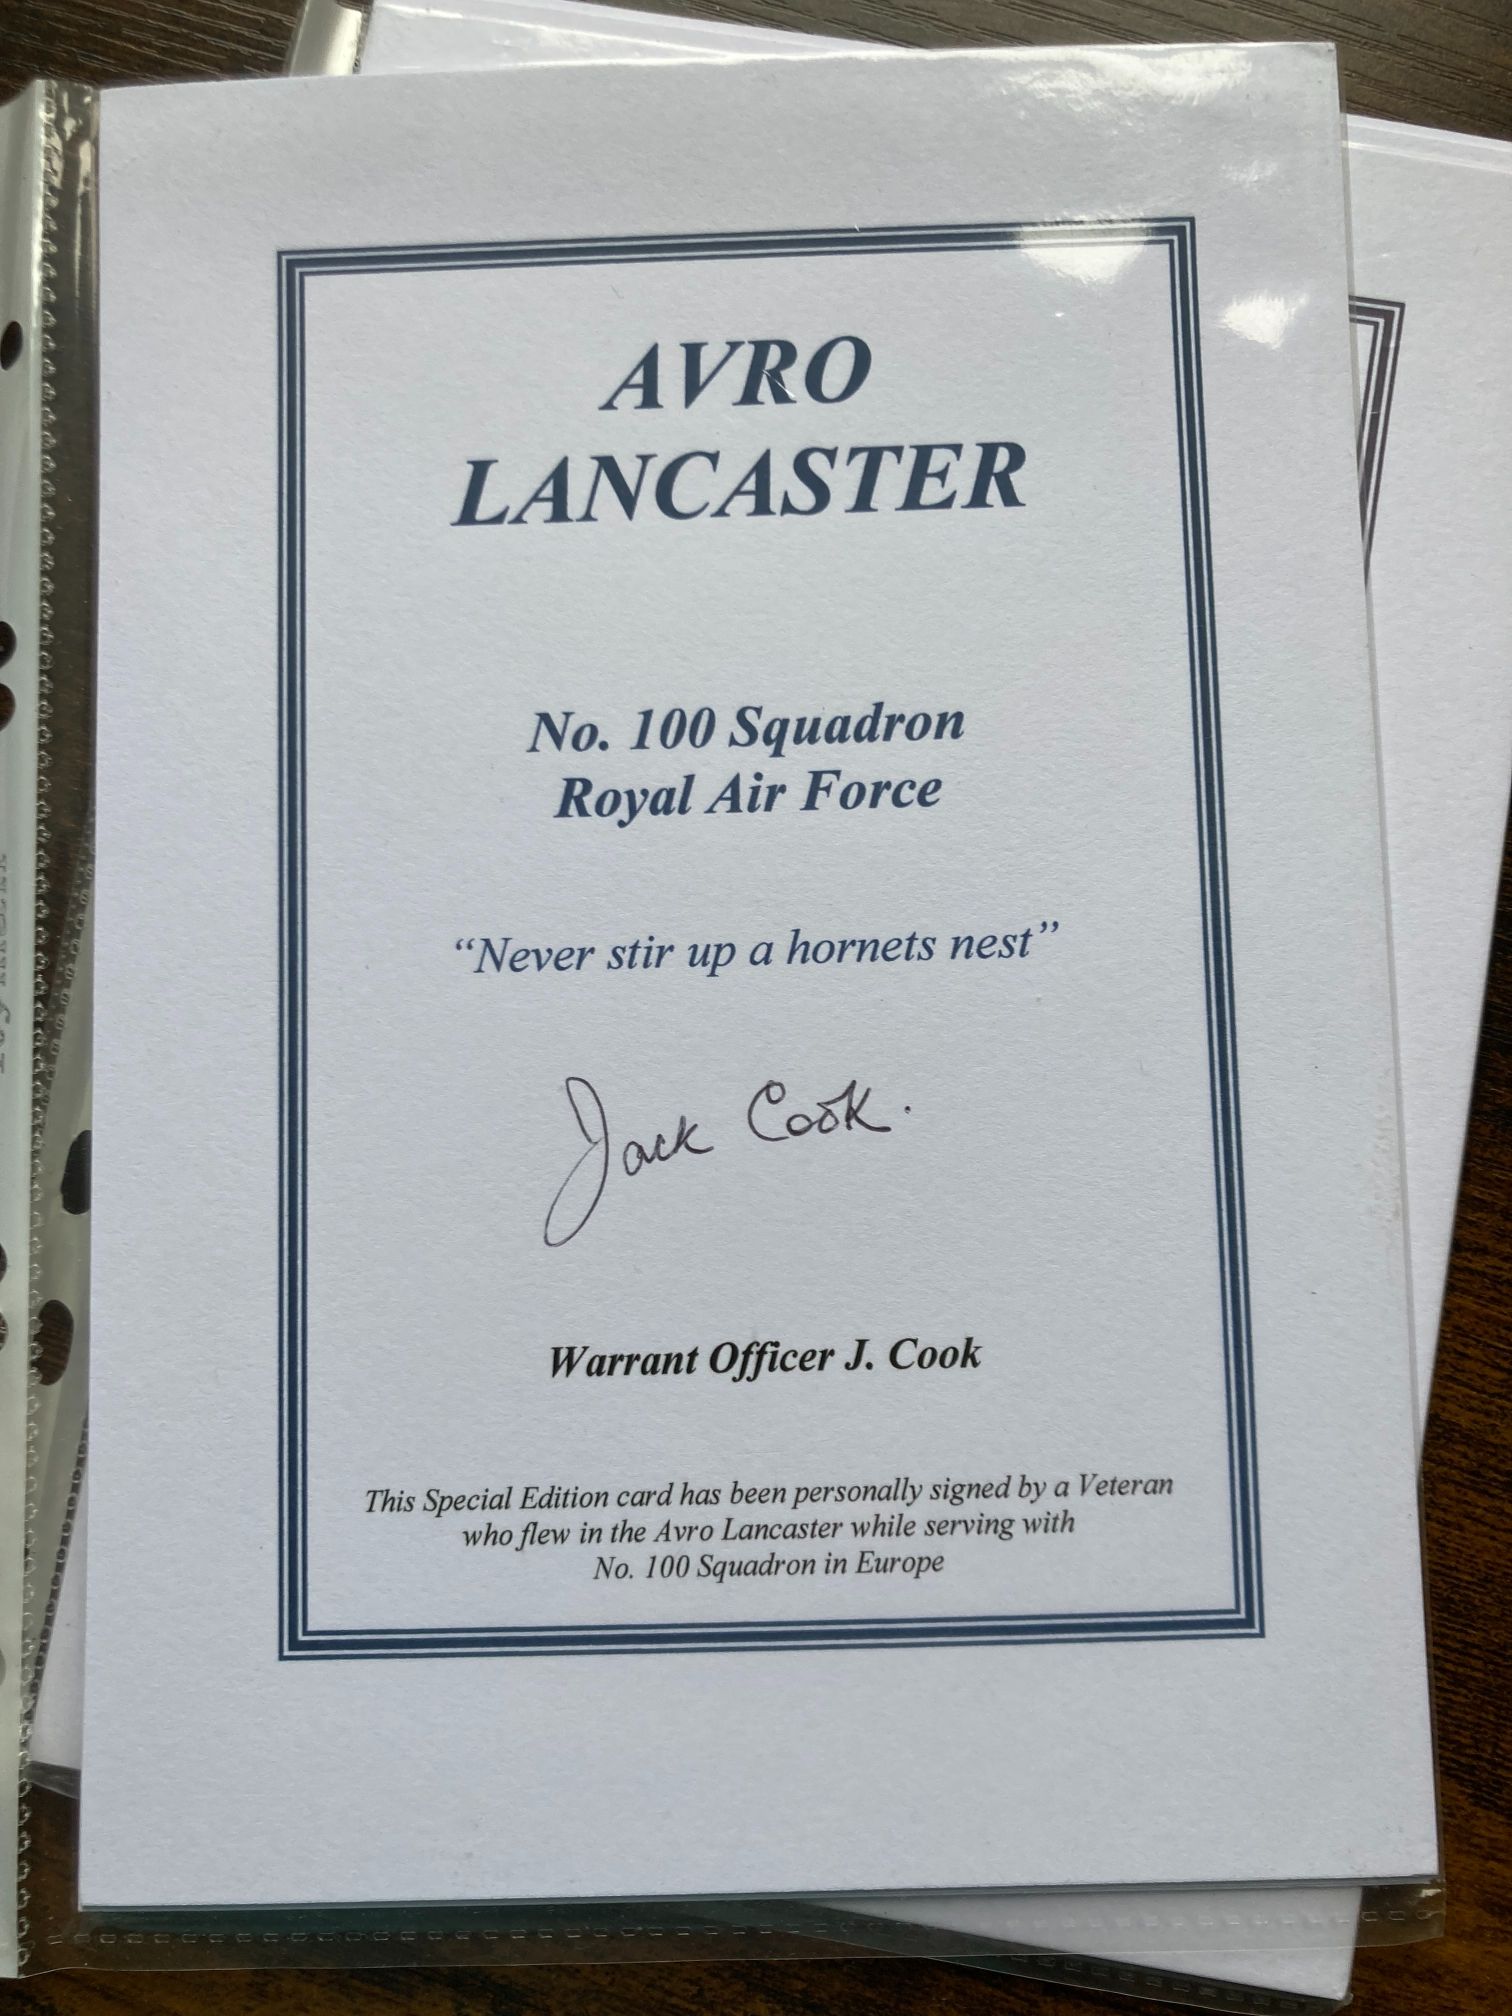 AVRO
LANCASTER
No. 100 Squadron
Royal Air Force
“Never stir up a hornets nest”
Jack Cook.
Warrant Officer J. Cook
This Special Edition card has been personally signed by a Veteran
who flew in the Avro Lancaster while serving with
No. 100 Squadron in Europe